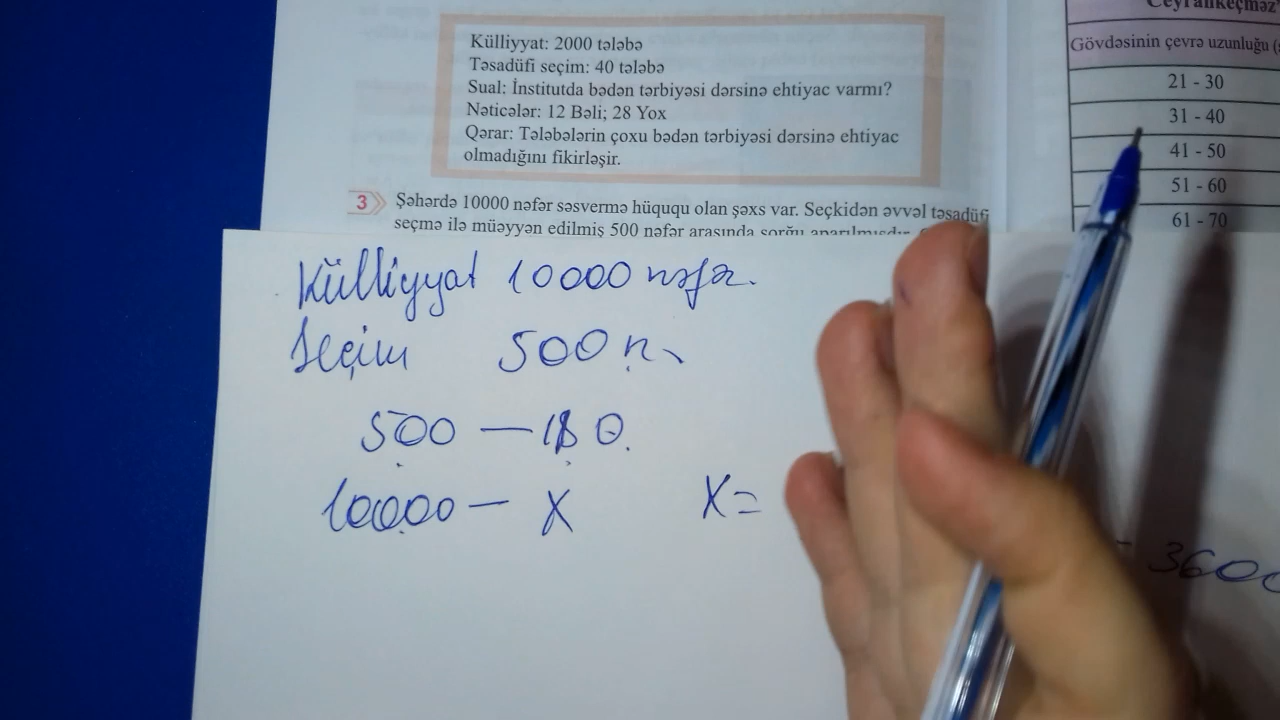 Külliyyat: 2000 tələbə
Təsadüfi seçim: 40 tələbə
Sual: İnstitutda bədən tərbiyəsi dərsinə ehtiyac varmı?
Nəticələr: 12 Bəli; 28 Yox
Qərar: Tələbələrin çoxu bədən tərbiyəsi dərsinə ehtiyac
olmadığını fikirləşir.
3 Şəhərdə 10000 nəfər səsvermə hüququ olan şəxs var. Seçkidən əvvəl təsadüfi
seçmə ilə müəyyən edilmiş 500 nəfər arasında sorğu aparılmışdır.
Ceyrankeçməz
Gövdəsinin çevrə uzunluğu
21 - 30
31 - 40
41 - 50
51 - 60
61 - 70
Külliyyat 10000 nəfər.
Seçim 500 n.
500 — 180.
10000 — X X =
3600